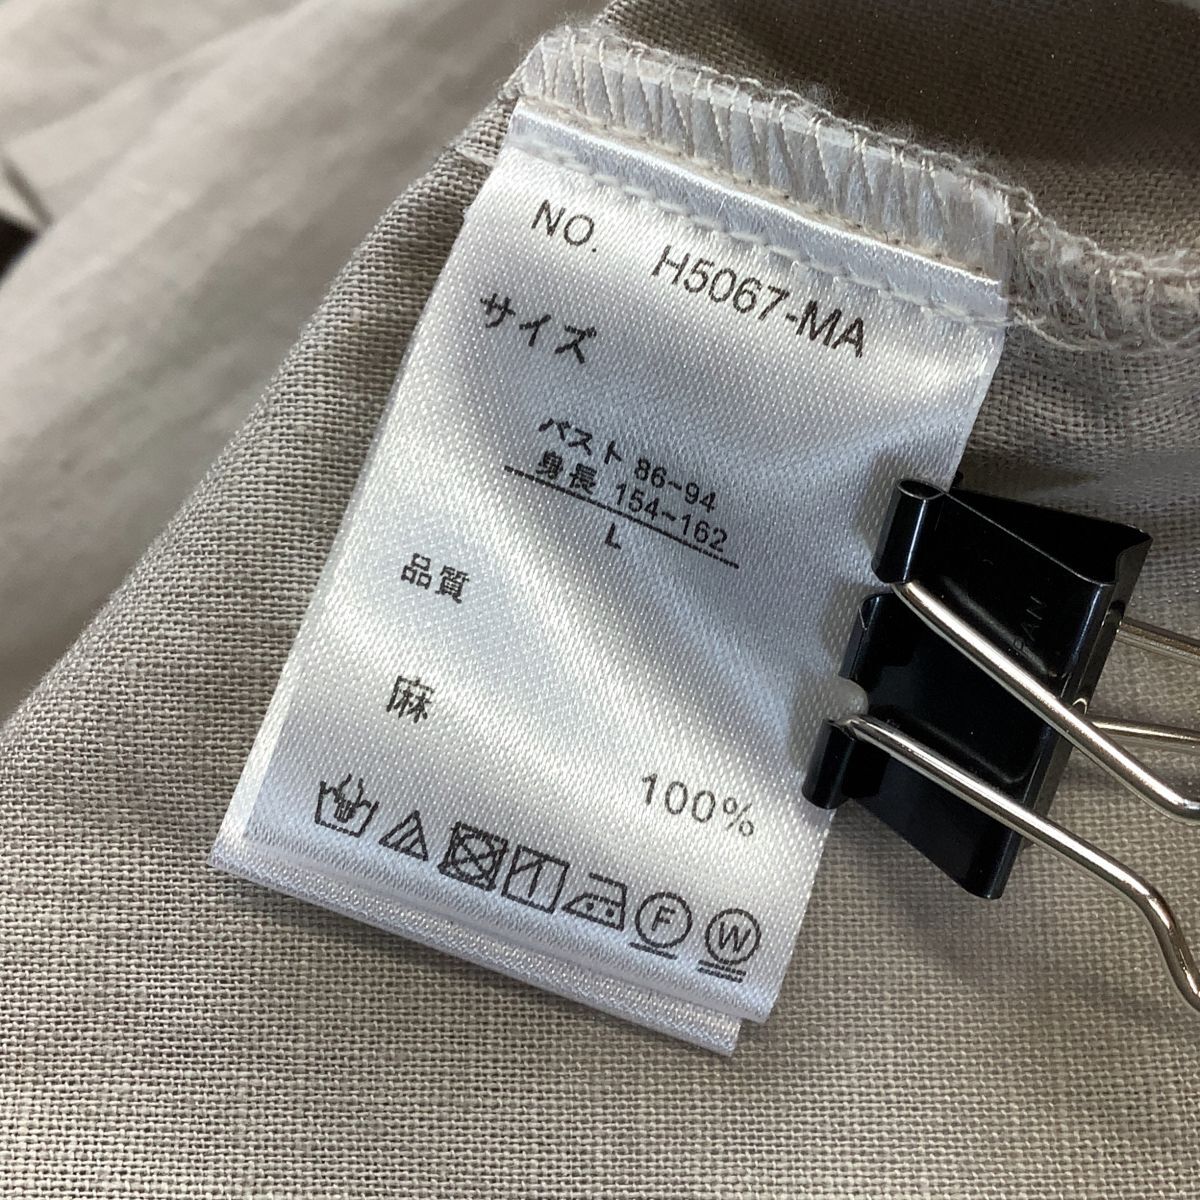 NO. H5067-MA
サイズ
バスト 86~94
身長 154~162
L
品質
麻 100%
F W